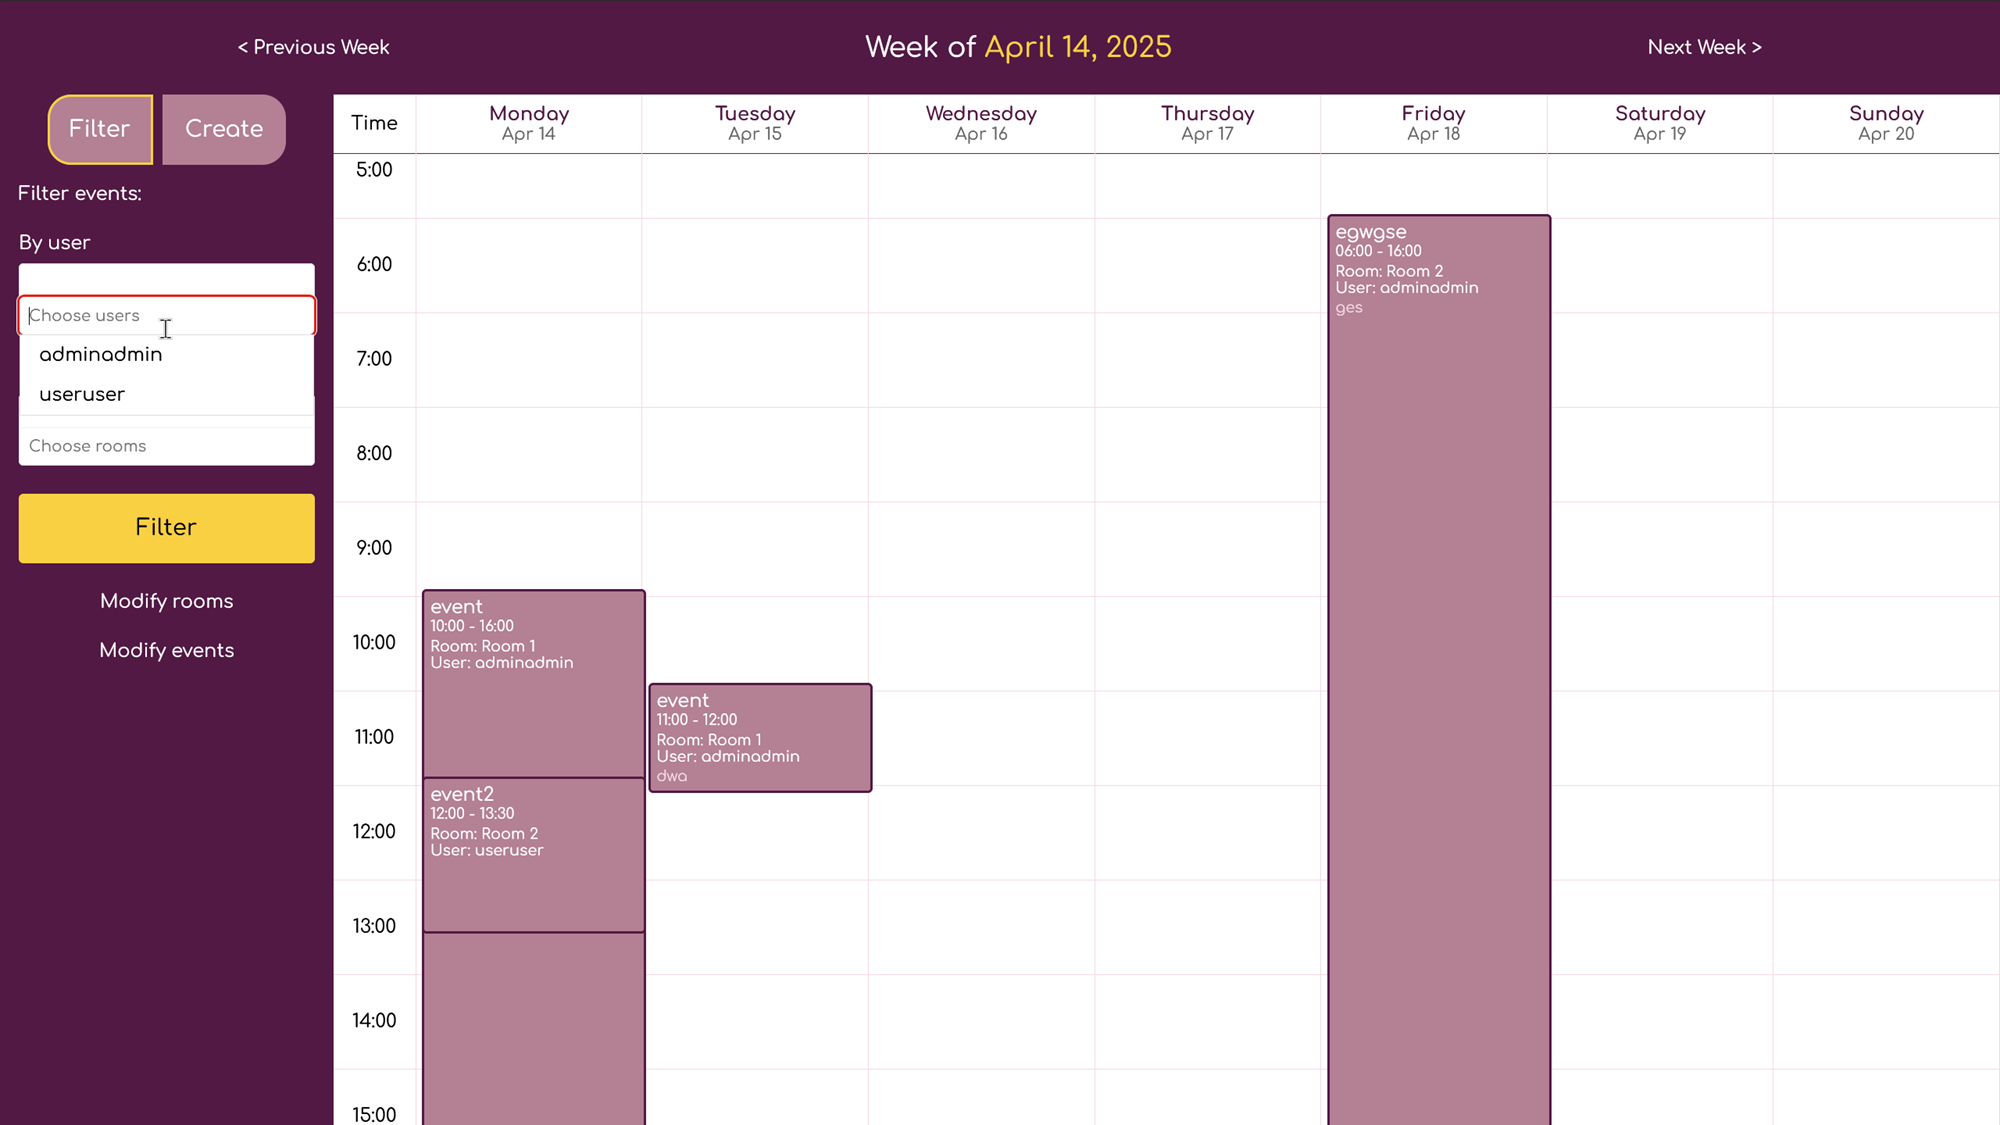 < Previous Week
Week of April 14, 2025
Next Week >
Filter
Create
Filter events:
By user
Choose users
adminadmin
useruser
Choose rooms
Filter
Modify rooms
Modify events
Time
Monday
Apr 14
Tuesday
Apr 15
Wednesday
Apr 16
Thursday
Apr 17
Friday
Apr 18
Saturday
Apr 19
Sunday
Apr 20
5:00
6:00
7:00
8:00
9:00
10:00
11:00
12:00
13:00
14:00
15:00
event
10:00 - 16:00
Room: Room 1
User: adminadmin
event2
12:00 - 13:30
Room: Room 2
User: useruser
event
11:00 - 12:00
Room: Room 1
User: adminadmin
dwa
egwgse
06:00 - 16:00
Room: Room 2
User: adminadmin
ges